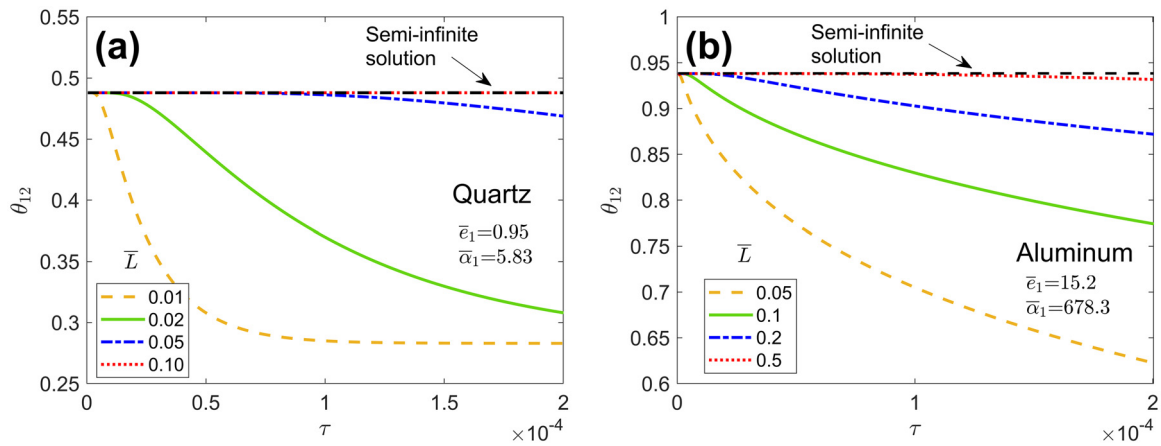 (a)
Semi-infinite
solution
0.55
0.5
0.45
0.4
0.35
0.3
0.25
θ₁₂
Quartz
e̅₁=0.95
α̅₁=5.83
L̅
0.01
0.02
0.05
0.10
0
0.5
1
1.5
2
τ
×10⁻⁴
(b)
Semi-infinite
solution
1
0.95
0.9
0.85
0.8
0.75
0.7
0.65
0.6
θ₁₂
Aluminum
e̅₁=15.2
α̅₁=678.3
L̅
0.05
0.1
0.2
0.5
0
1
2
τ
×10⁻⁴